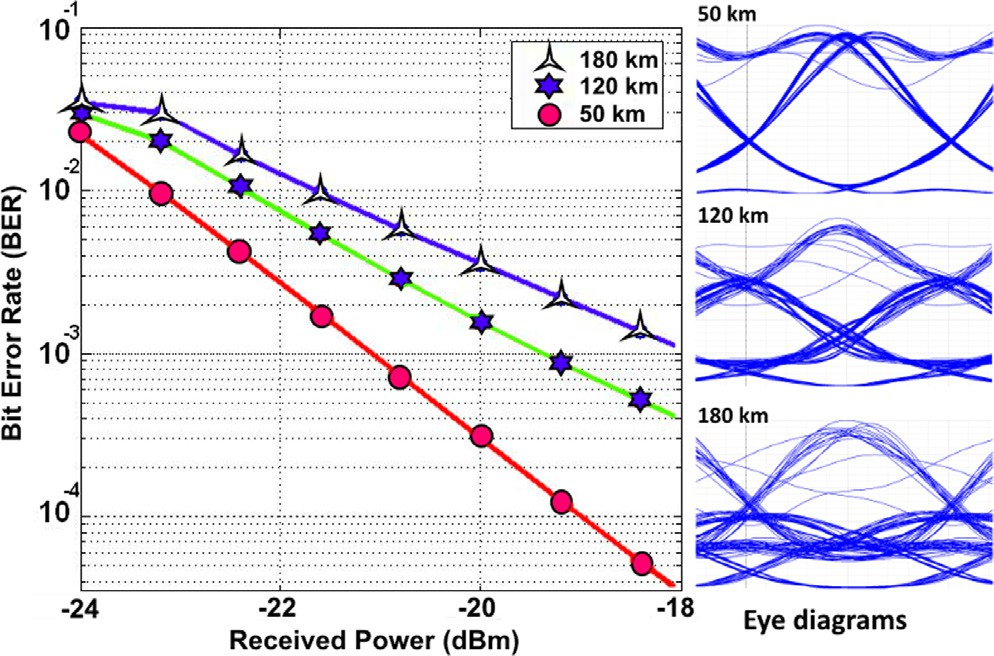 10-1
10-2
10-3
10-4
-24
-22
-20
-18
Bit Error Rate (BER)
Received Power (dBm)
180 km
120 km
50 km
50 km
120 km
180 km
Eye diagrams